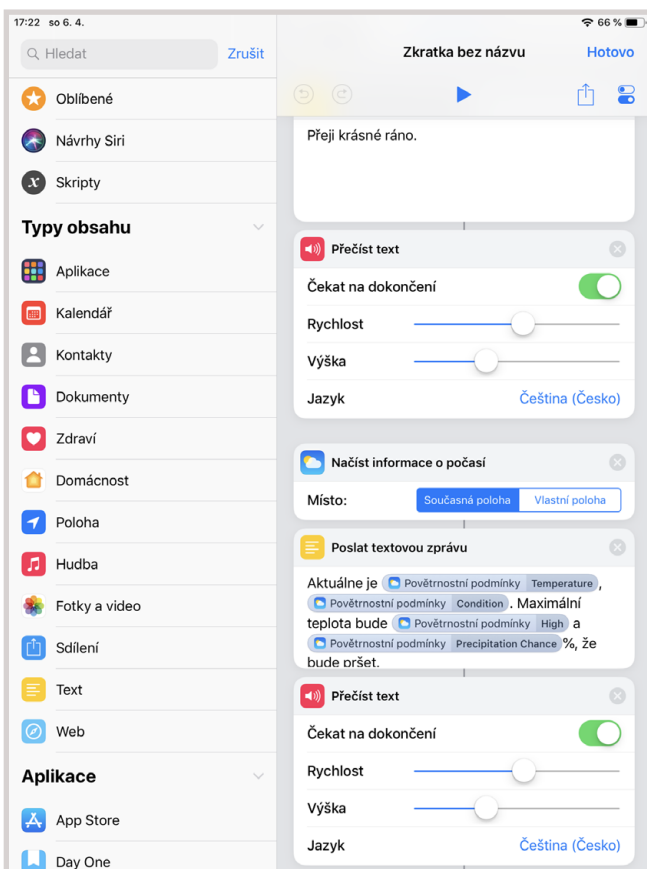 17:22 so 6. 4.
66 %
Hledat
Zrušit
Oblíbené
Návrhy Siri
Skripty
Typy obsahu
Aplikace
Kalendář
Kontakty
Dokumenty
Zdraví
Domácnost
Poloha
Hudba
Fotky a video
Sdílení
Text
Web
Aplikace
App Store
Day One
Zkratka bez názvu
Hotovo
Přeji krásné ráno.
Přečíst text
Čekat na dokončení
Rychlost
Výška
Jazyk Čeština (Česko)
Načíst informace o počasí
Místo: Současná poloha Vlastní poloha
Poslat textovou zprávu
Aktuálne je Povětrnostní podmínky Temperature,
Povětrnostní podmínky Condition. Maximální
teplota bude Povětrnostní podmínky High a
Povětrnostní podmínky Precipitation Chance %, že
bude pršet.
Přečíst text
Čekat na dokončení
Rychlost
Výška
Jazyk Čeština (Česko)